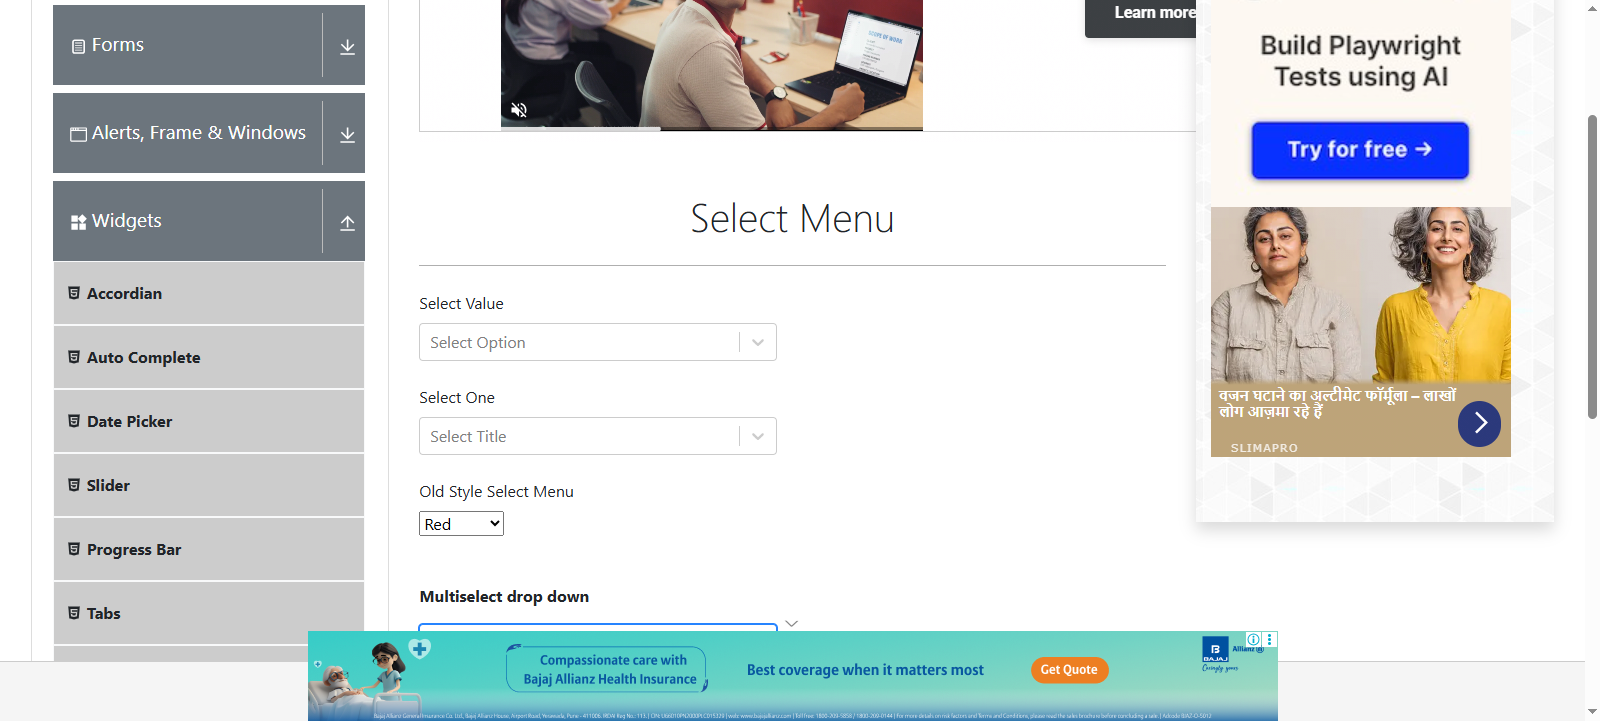 Forms
Alerts, Frame & Windows
Widgets
Accordian
Auto Complete
Date Picker
Slider
Progress Bar
Tabs
SCOPE OF WORK
Learn more
Select Menu
Select Value
Select Option
Select One
Select Title
Old Style Select Menu
Red
Multiselect drop down
Build Playwright
Tests using AI
Try for free →
वजन घटाने का अल्टीमेट फॉर्मूला – लाखों
लोग आज़मा रहे हैं
SLIMAPRO
Compassionate care with
Bajaj Allianz Health Insurance
Best coverage when it matters most
Get Quote
B
BAJAJ
Allianz
Caringly yours